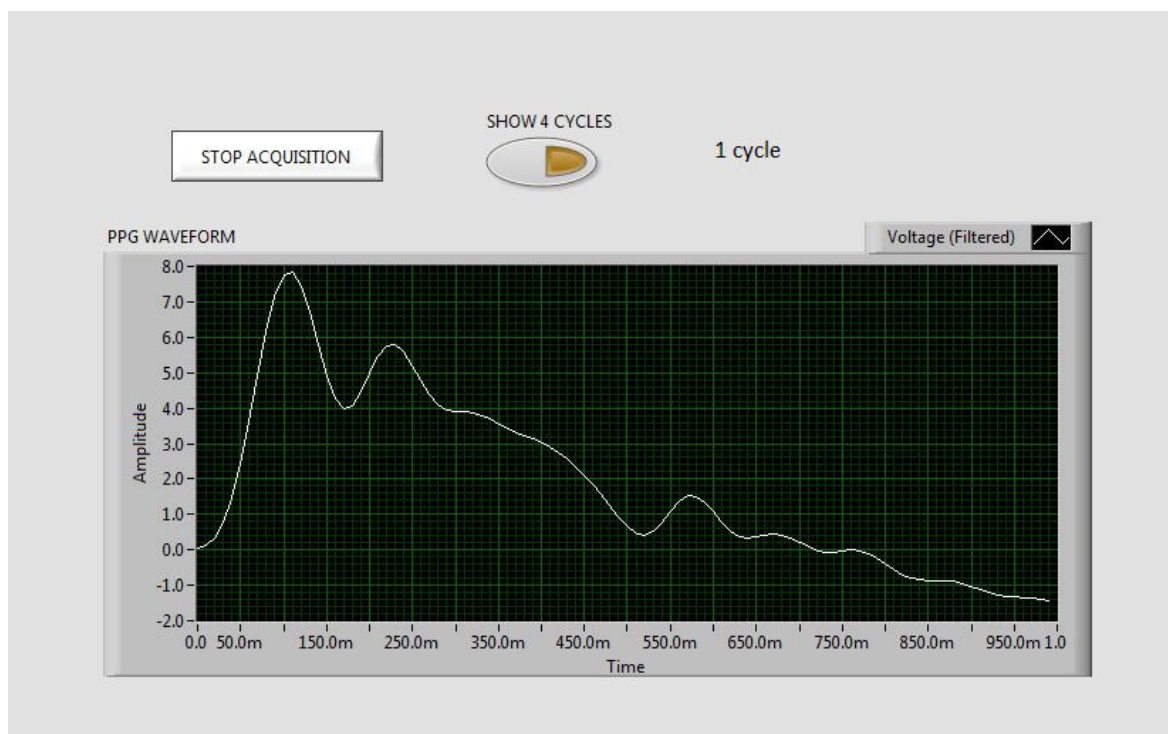 SHOW 4 CYCLES
STOP ACQUISITION
1 cycle
PPG WAVEFORM
Voltage (Filtered)
8.0
7.0
6.0
5.0
4.0
3.0
2.0
1.0
0.0
-1.0
-2.0
Amplitude
0.0 50.0m 150.0m 250.0m 350.0m 450.0m 550.0m 650.0m 750.0m 850.0m 950.0m 1.0
Time